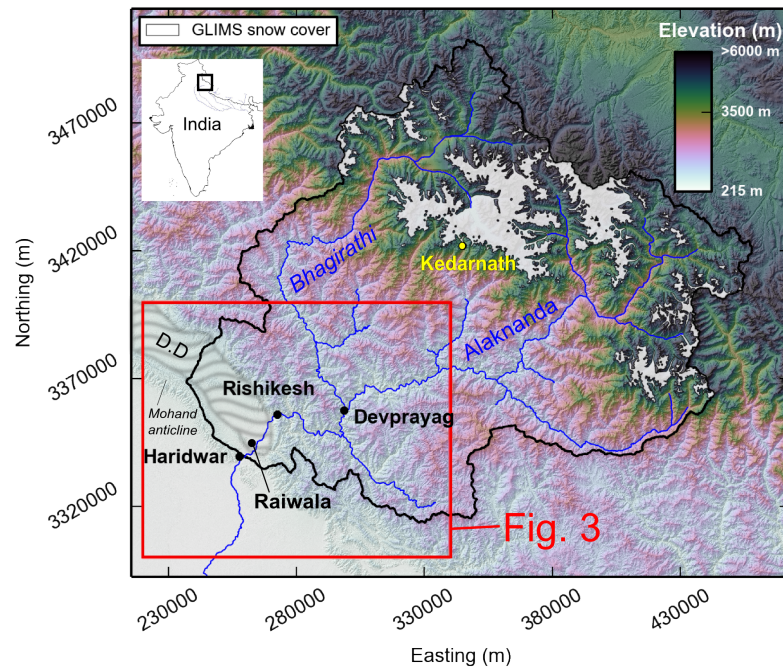 GLIMS snow cover
Elevation (m)
>6000 m
3500 m
215 m
India
3470000
3420000
3370000
3320000
Northing (m)
Bhagirathi
Kedarnath
Alaknanda
D.D
Mohand
anticline
Rishikesh
Devprayag
Haridwar
Raiwala
Fig. 3
230000
280000
330000
380000
430000
Easting (m)